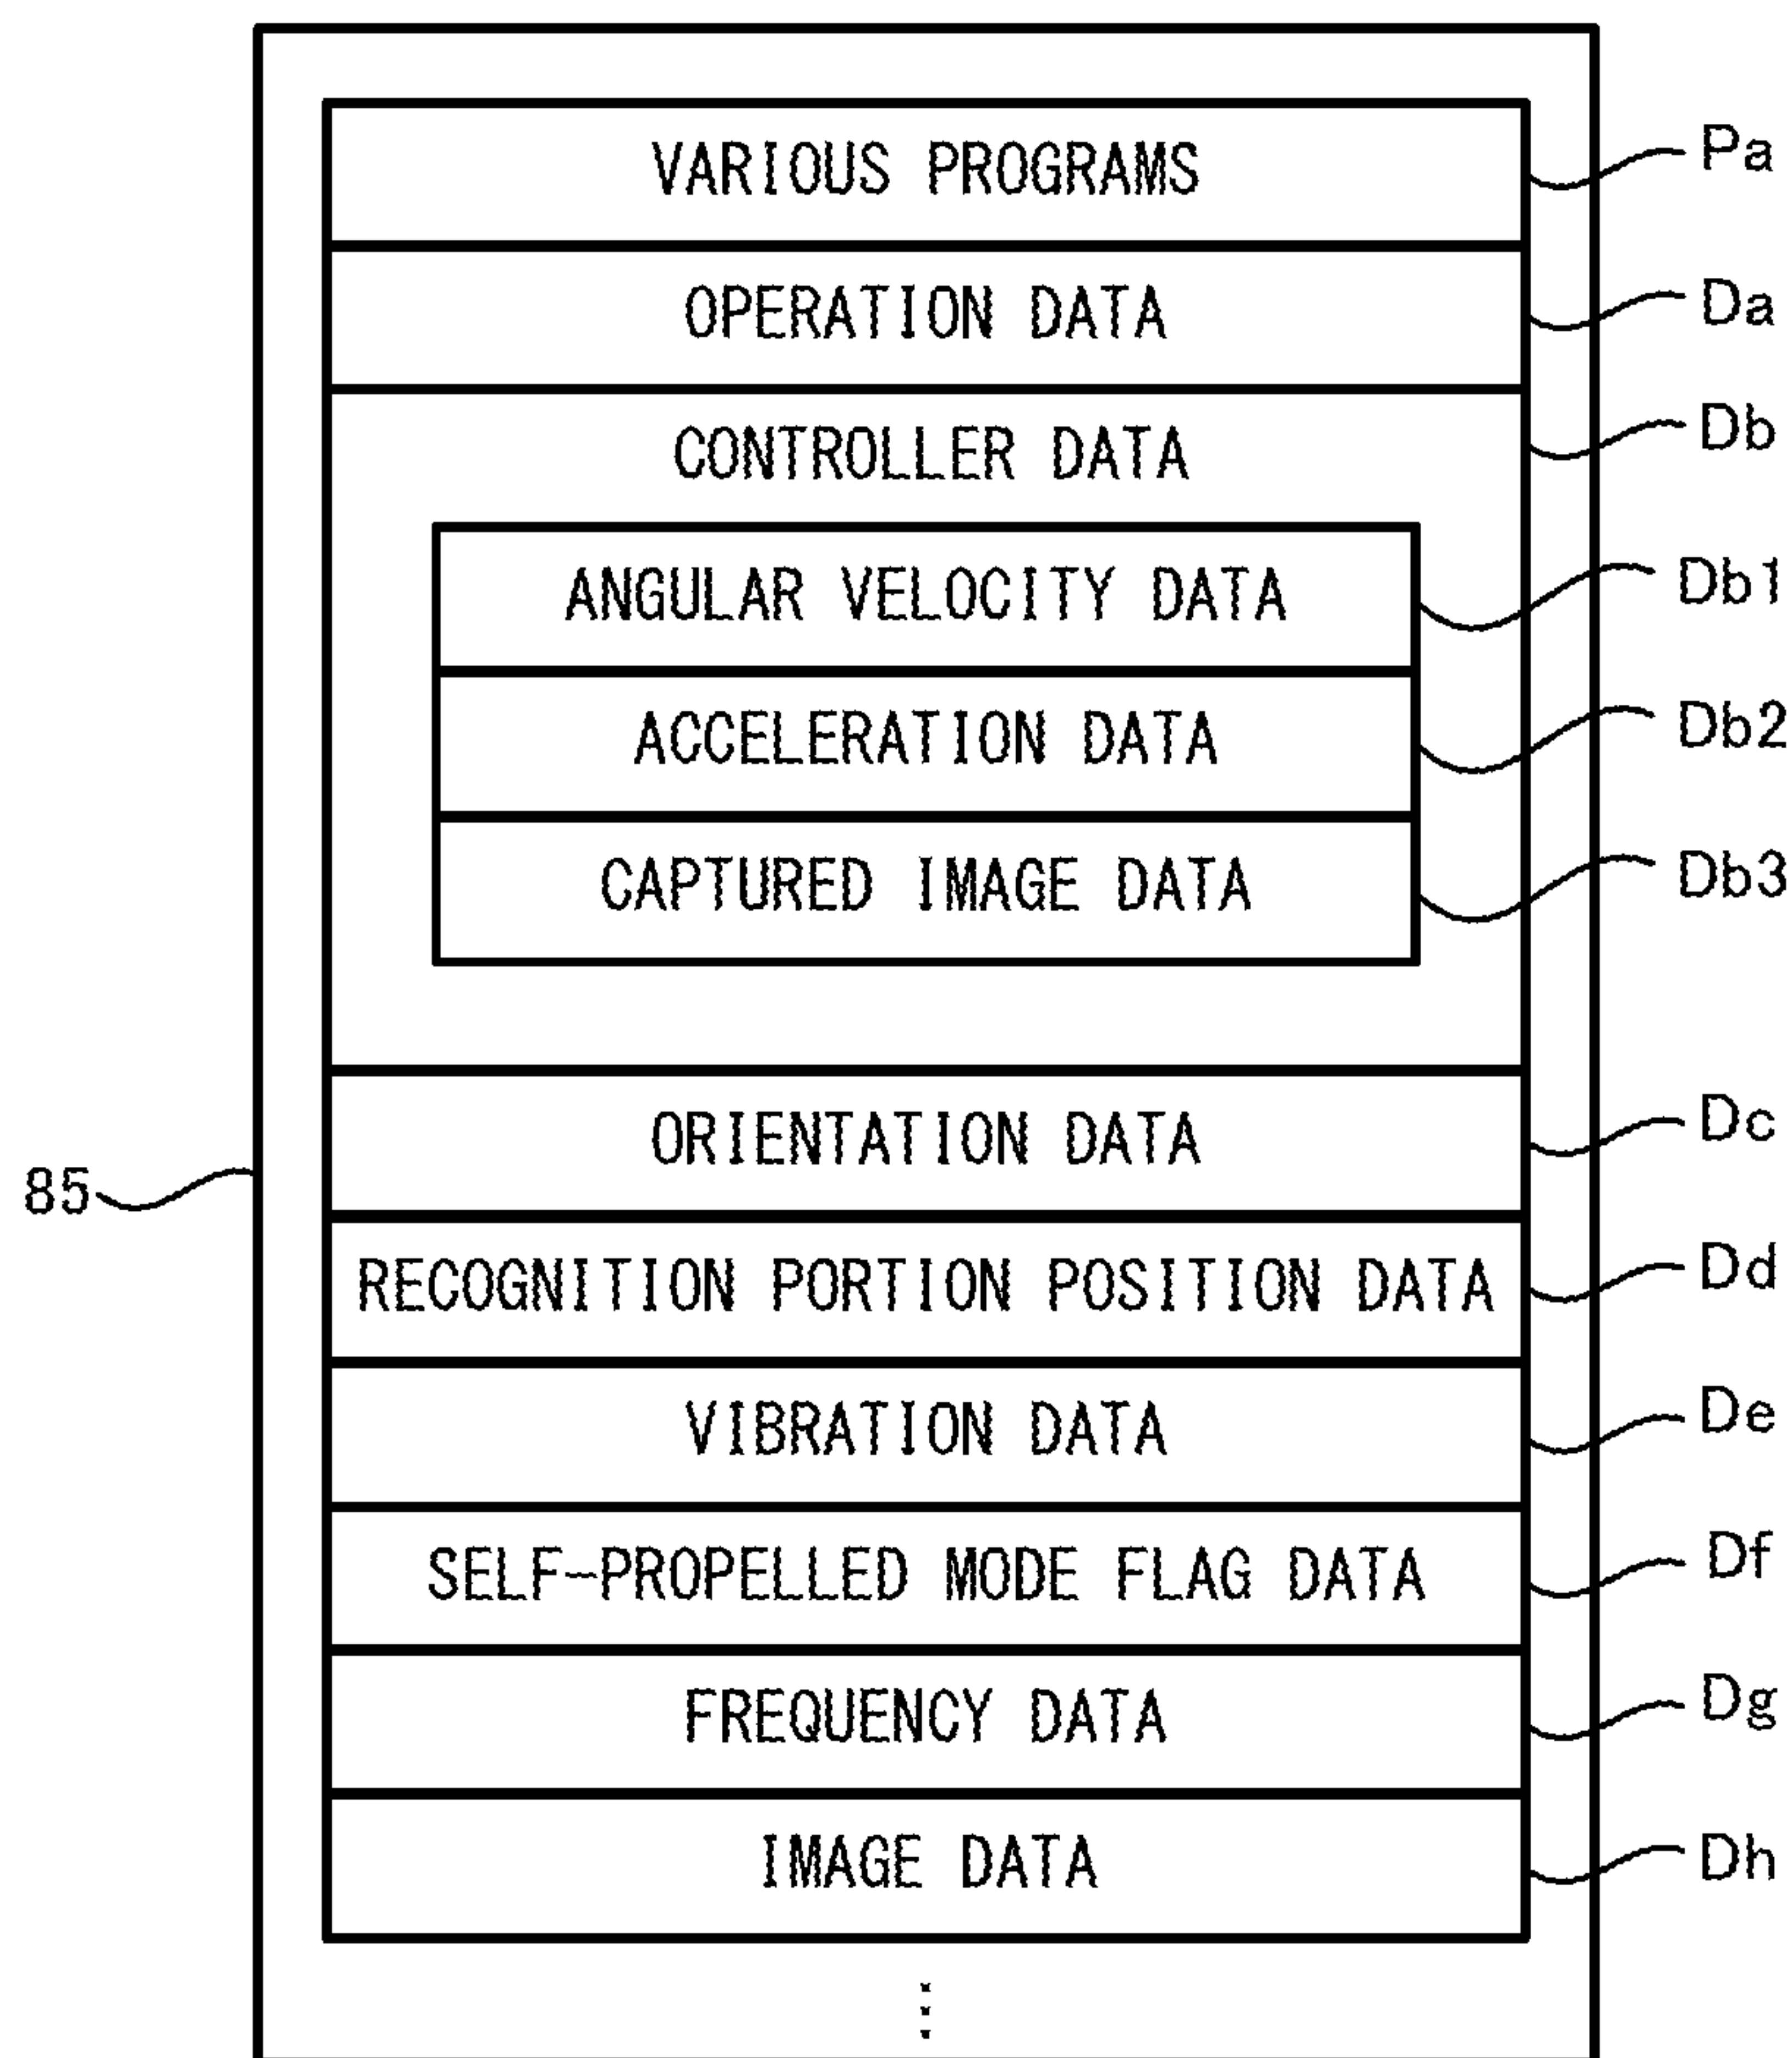 VARIOUS PROGRAMS Pa
OPERATION DATA Da
CONTROLLER DATA Db
ANGULAR VELOCITY DATA Db1
ACCELERATION DATA Db2
CAPTURED IMAGE DATA Db3
ORIENTATION DATA Dc
85
RECOGNITION PORTION POSITION DATA Dd
VIBRATION DATA De
SELF-PROPELLED MODE FLAG DATA Df
FREQUENCY DATA Dg
IMAGE DATA Dh
⋮